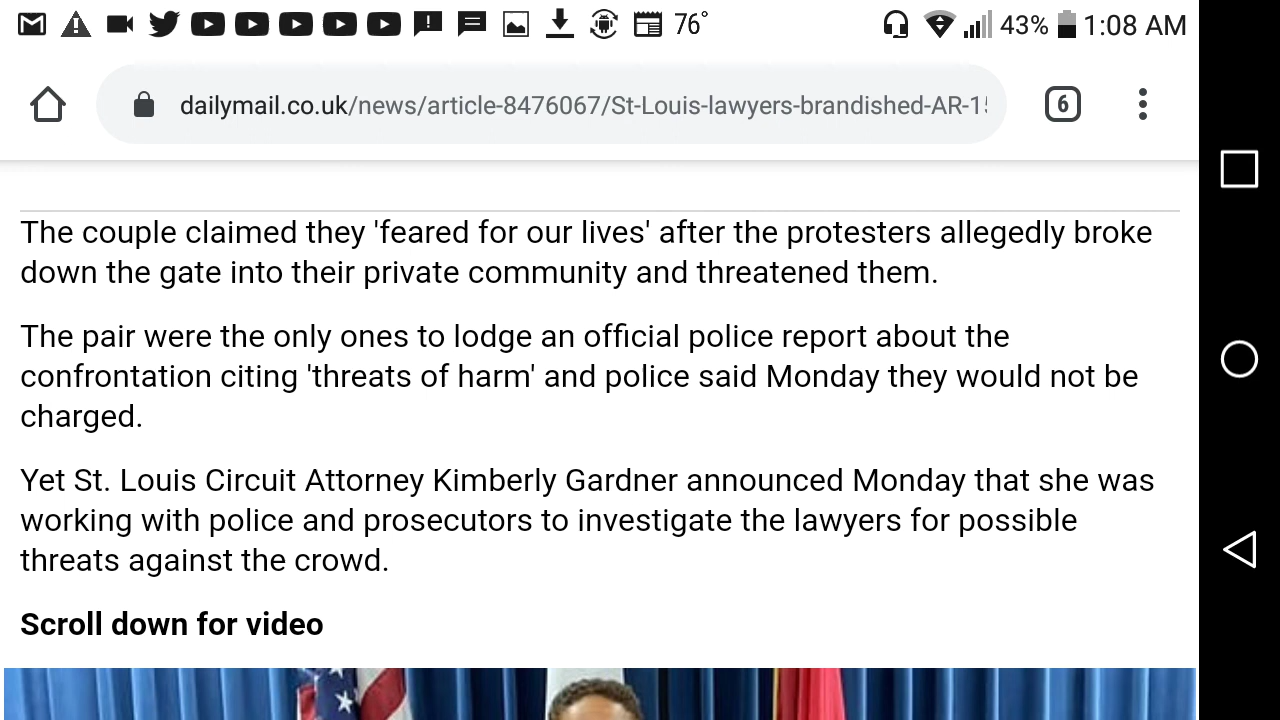 76°
43%
1:08 AM
dailymail.co.uk/news/article-8476067/St-Louis-lawyers-brandished-AR-15
6
The couple claimed they 'feared for our lives' after the protesters allegedly broke
down the gate into their private community and threatened them.
The pair were the only ones to lodge an official police report about the
confrontation citing 'threats of harm' and police said Monday they would not be
charged.
Yet St. Louis Circuit Attorney Kimberly Gardner announced Monday that she was
working with police and prosecutors to investigate the lawyers for possible
threats against the crowd.
Scroll down for video